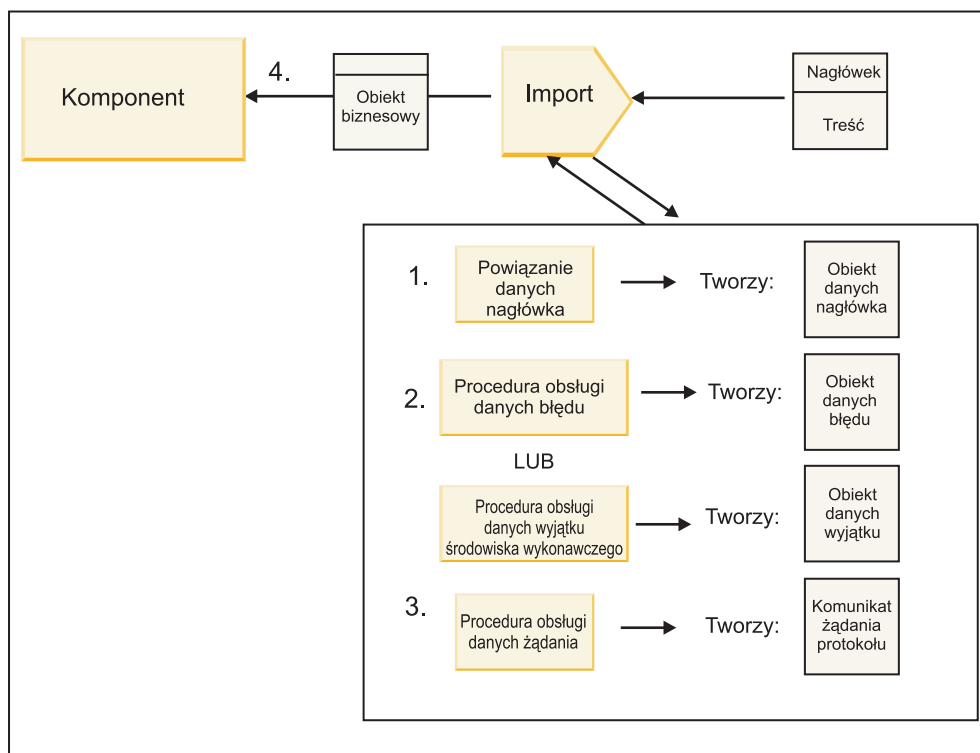 Komponent
4.
Obiekt
biznesowy
Import
Nagłówek
Treść
1.
Powiązanie
danych
nagłówka
Tworzy:
Obiekt
danych
nagłówka
2.
Procedura obsługi
danych błędu
Tworzy:
Obiekt
danych
błędu
LUB
Procedura obsługi
danych wyjątku
środowiska wykonawczego
Tworzy:
Obiekt
danych
wyjątku
3.
Procedura obsługi
danych żądania
Tworzy:
Komunikat
żądania
protokołu